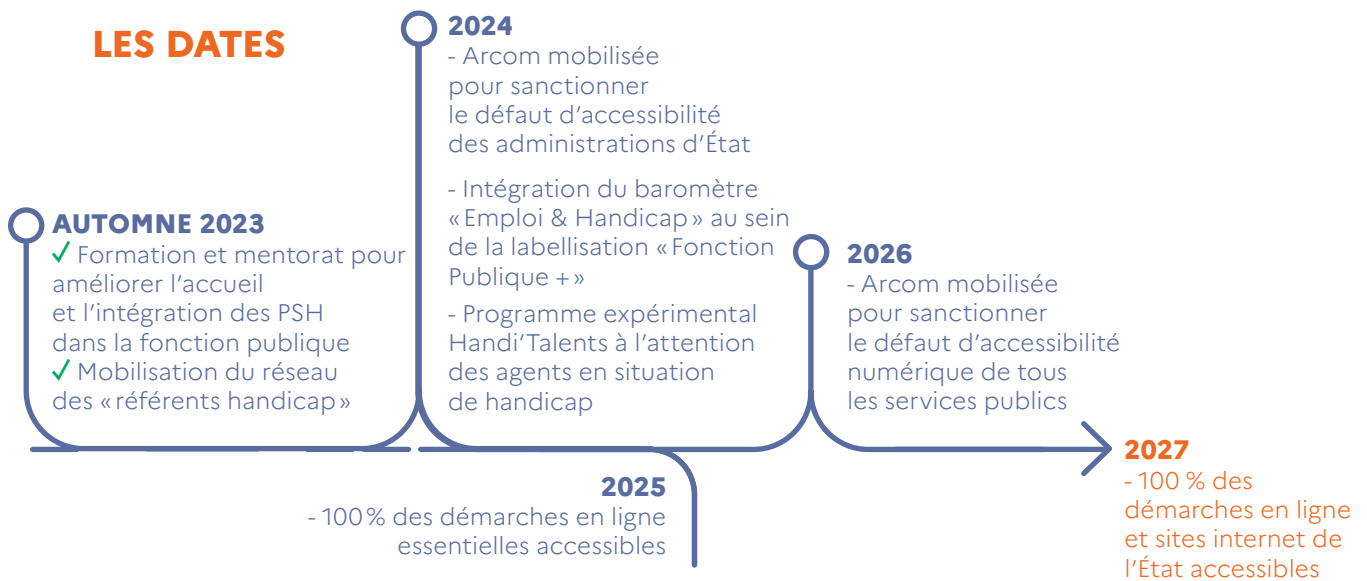 LES DATES
AUTOMNE 2023
✓ Formation et mentorat pour
améliorer l'accueil
et l'intégration des PSH
dans la fonction publique
✓ Mobilisation du réseau
des « référents handicap »
2024
- Arcom mobilisée
pour sanctionner
le défaut d'accessibilité
des administrations d'État
- Intégration du baromètre
« Emploi & Handicap » au sein
de la labellisation « Fonction
Publique + »
- Programme expérimental
Handi'Talents à l'attention
des agents en situation
de handicap
2025
- 100 % des démarches en ligne
essentielles accessibles
2026
- Arcom mobilisée
pour sanctionner
le défaut d'accessibilité
numérique de tous
les services publics
2027
- 100 % des
démarches en ligne
et sites internet de
l'État accessibles